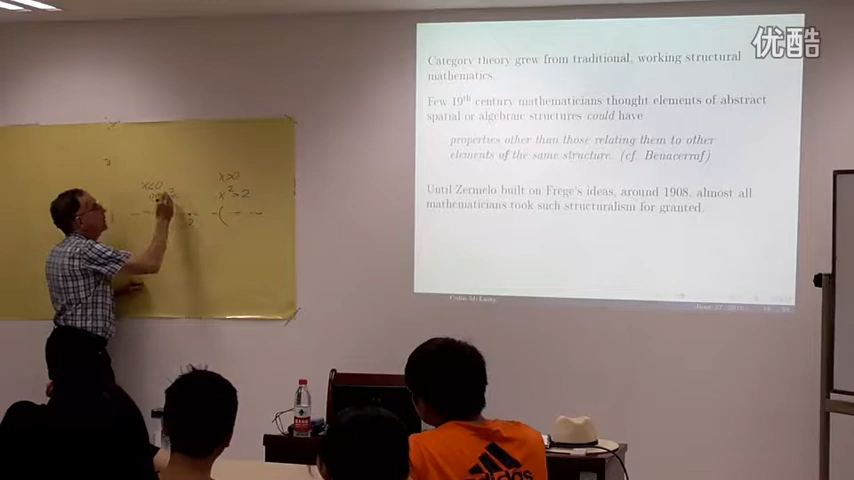 优酷
Category theory grew from traditional, working structural
mathematics.
Few 19th century mathematicians thought elements of abstract
spatial or algebraic structures could have
properties other than those relating them to other
elements of the same structure. (cf. Benacerraf)
Until Zermelo built on Frege's ideas, around 1908, almost all
mathematicians took such structuralism for granted.
x>0
x²>2
adidas